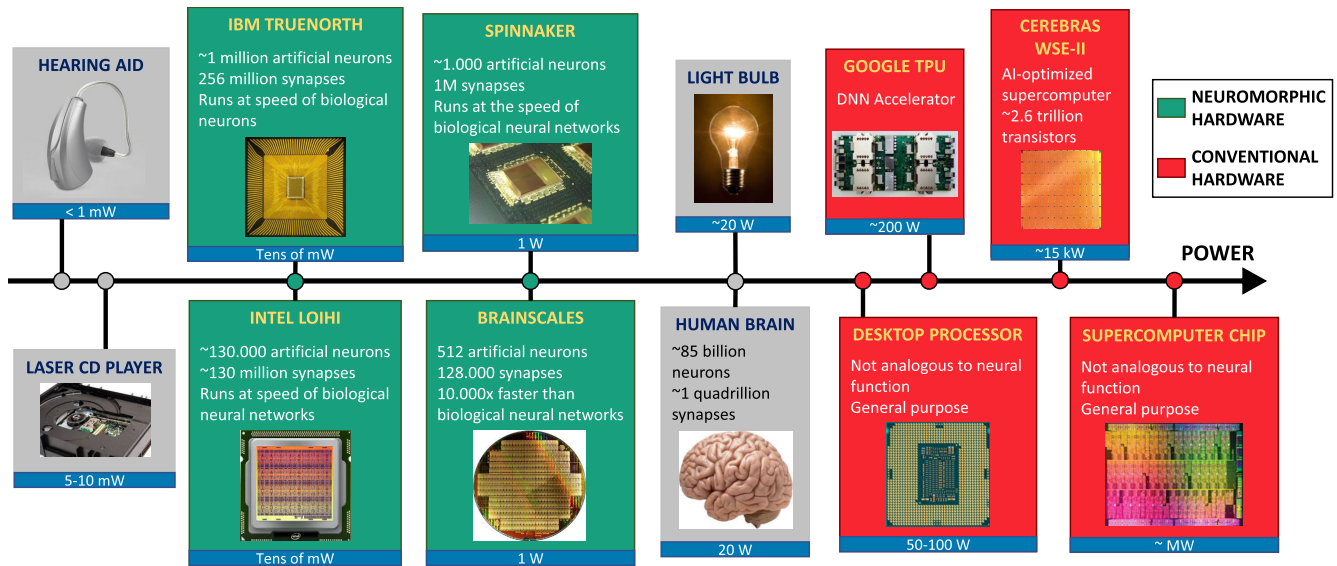 HEARING AID
< 1 mW
IBM TRUENORTH
~1 million artificial neurons
256 million synapses
Runs at speed of biological
neurons
Tens of mW
SPINNAKER
~1.000 artificial neurons
1M synapses
Runs at the speed of
biological neural networks
1 W
LIGHT BULB
~20 W
GOOGLE TPU
DNN Accelerator
~200 W
CEREBRAS
WSE-II
AI-optimized
supercomputer
~2.6 trillion
transistors
~15 kW
NEUROMORPHIC
HARDWARE
CONVENTIONAL
HARDWARE
POWER
LASER CD PLAYER
5-10 mW
INTEL LOIHI
~130.000 artificial neurons
~130 million synapses
Runs at speed of biological
neural networks
Tens of mW
BRAINSCALES
512 artificial neurons
128.000 synapses
10.000x faster than
biological neural networks
1 W
HUMAN BRAIN
~85 billion
neurons
~1 quadrillion
synapses
20 W
DESKTOP PROCESSOR
Not analogous to neural
function
General purpose
50-100 W
SUPERCOMPUTER CHIP
Not analogous to neural
function
General purpose
~ MW